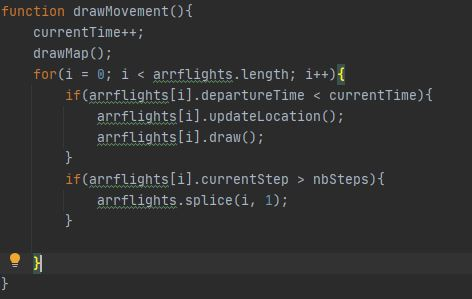 function drawMovement(){
    currentTime++;
    drawMap();
    for(i = 0; i < arrflights.length; i++){
        if(arrflights[i].departureTime < currentTime){
            arrflights[i].updateLocation();
            arrflights[i].draw();
        }
        if(arrflights[i].currentStep > nbSteps){
            arrflights.splice(i, 1);
        }
    }
}